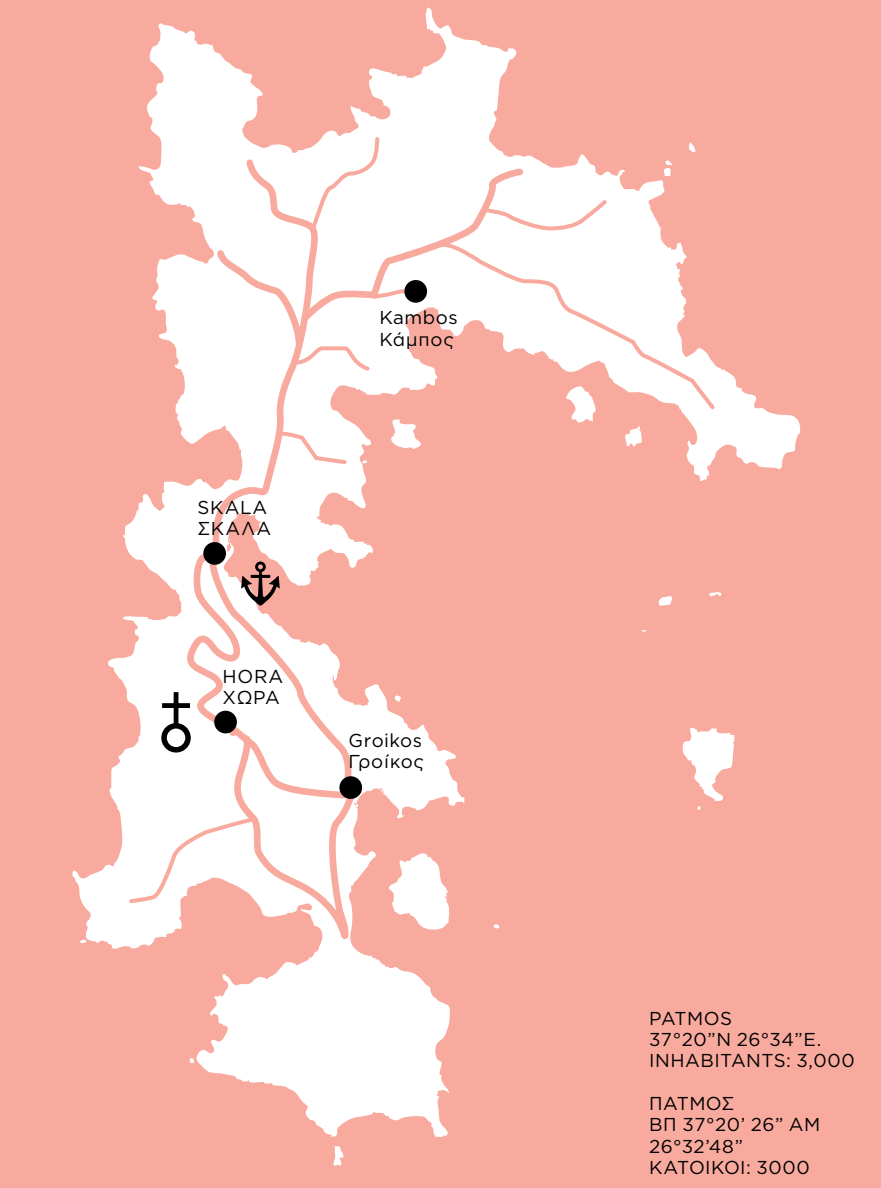 Kambos
Κάμπος
SKALA
ΣΚΑΛΑ
HORA
ΧΩΡΑ
Groikos
Γροίκος
PATMOS
37°20”N 26°34”E.
INHABITANTS: 3,000
ΠΑΤΜΟΣ
ΒΠ 37°20’ 26” ΑΜ
26°32’48”
ΚΑΤΟΙΚΟΙ: 3000